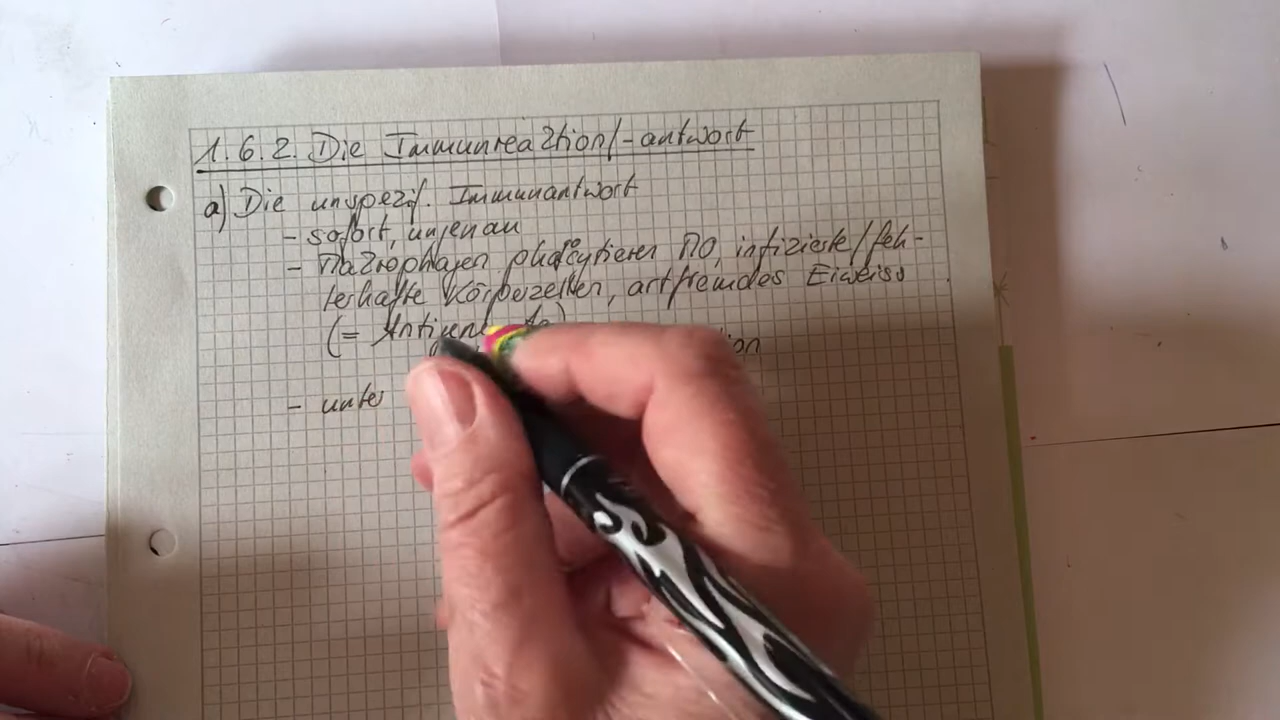 1.6.2. Die Immunreaktion/-antwort
a) Die unspezif. Immunantwort
- sofort, ungenau
- Makrophagen phagozytieren MO, infizierte/feh-
lerhafte Körperzellen, artfremdes Eiweiss
(= Antigene
- unter